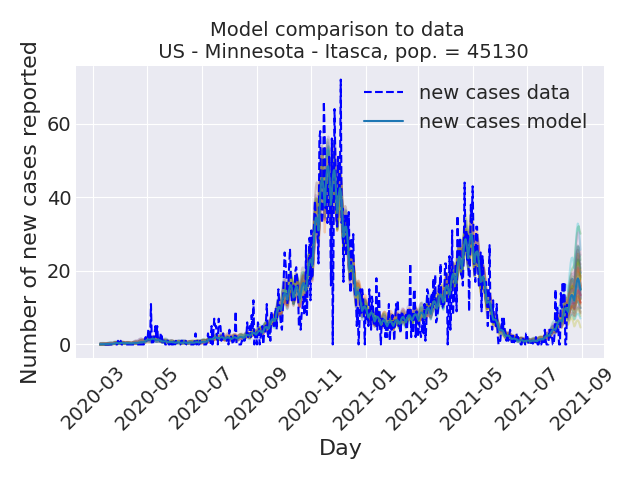 Model comparison to data
US - Minnesota - Itasca, pop. = 45130
new cases data
new cases model
Number of new cases reported
60
40
20
0
2020-03
2020-05
2020-07
2020-09
2020-11
2021-01
2021-03
2021-05
2021-07
2021-09
Day